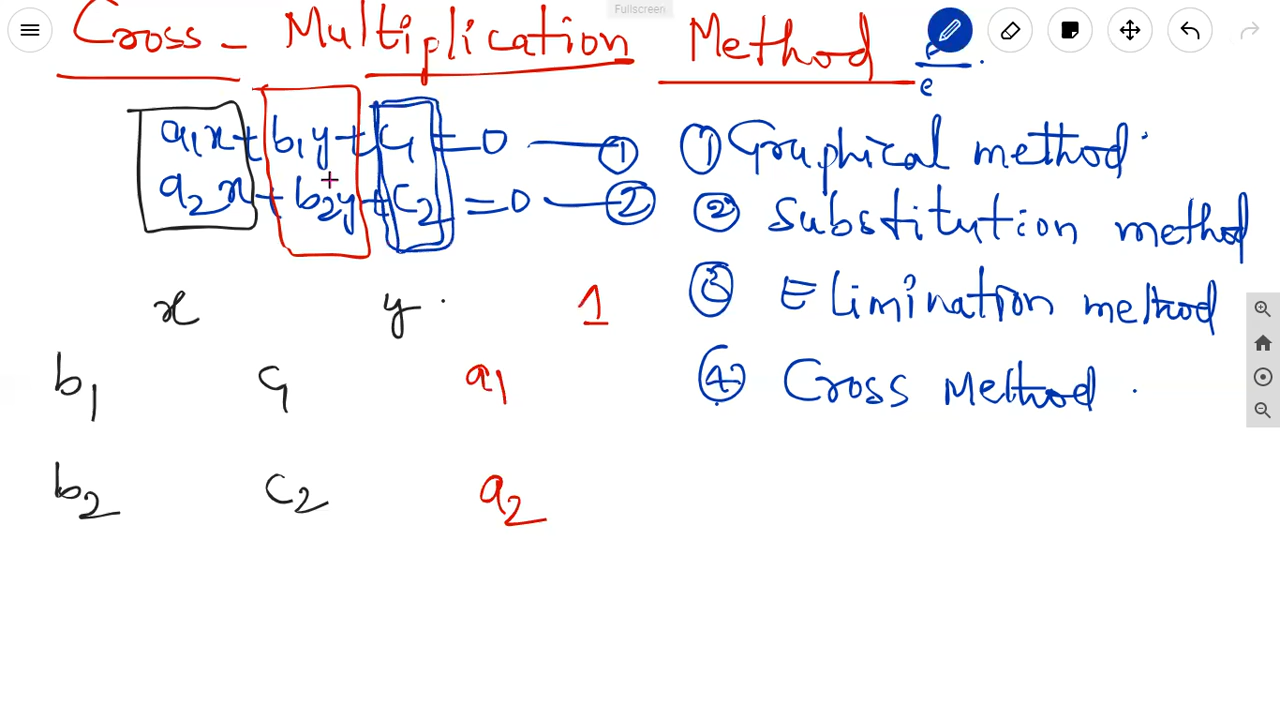 Fullscreen
Cross - Multiplication Method
e
a₁x + b₁y + c₁ = 0 — ①
a₂x + b₂y + c₂ = 0 — ②
x y 1
b₁ c₁ a₁
b₂ c₂ a₂
① Graphical method
② Substitution method
③ Elimination method
④ Cross Method.